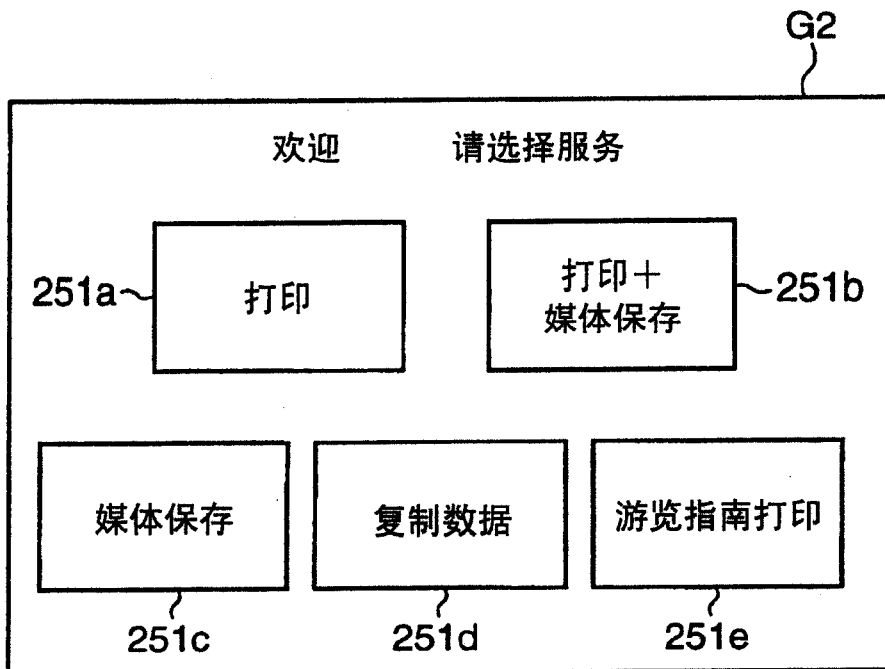 G2
欢迎 请选择服务
251a
打印
打印＋
媒体保存
251b
媒体保存
复制数据
游览指南打印
251c
251d
251e